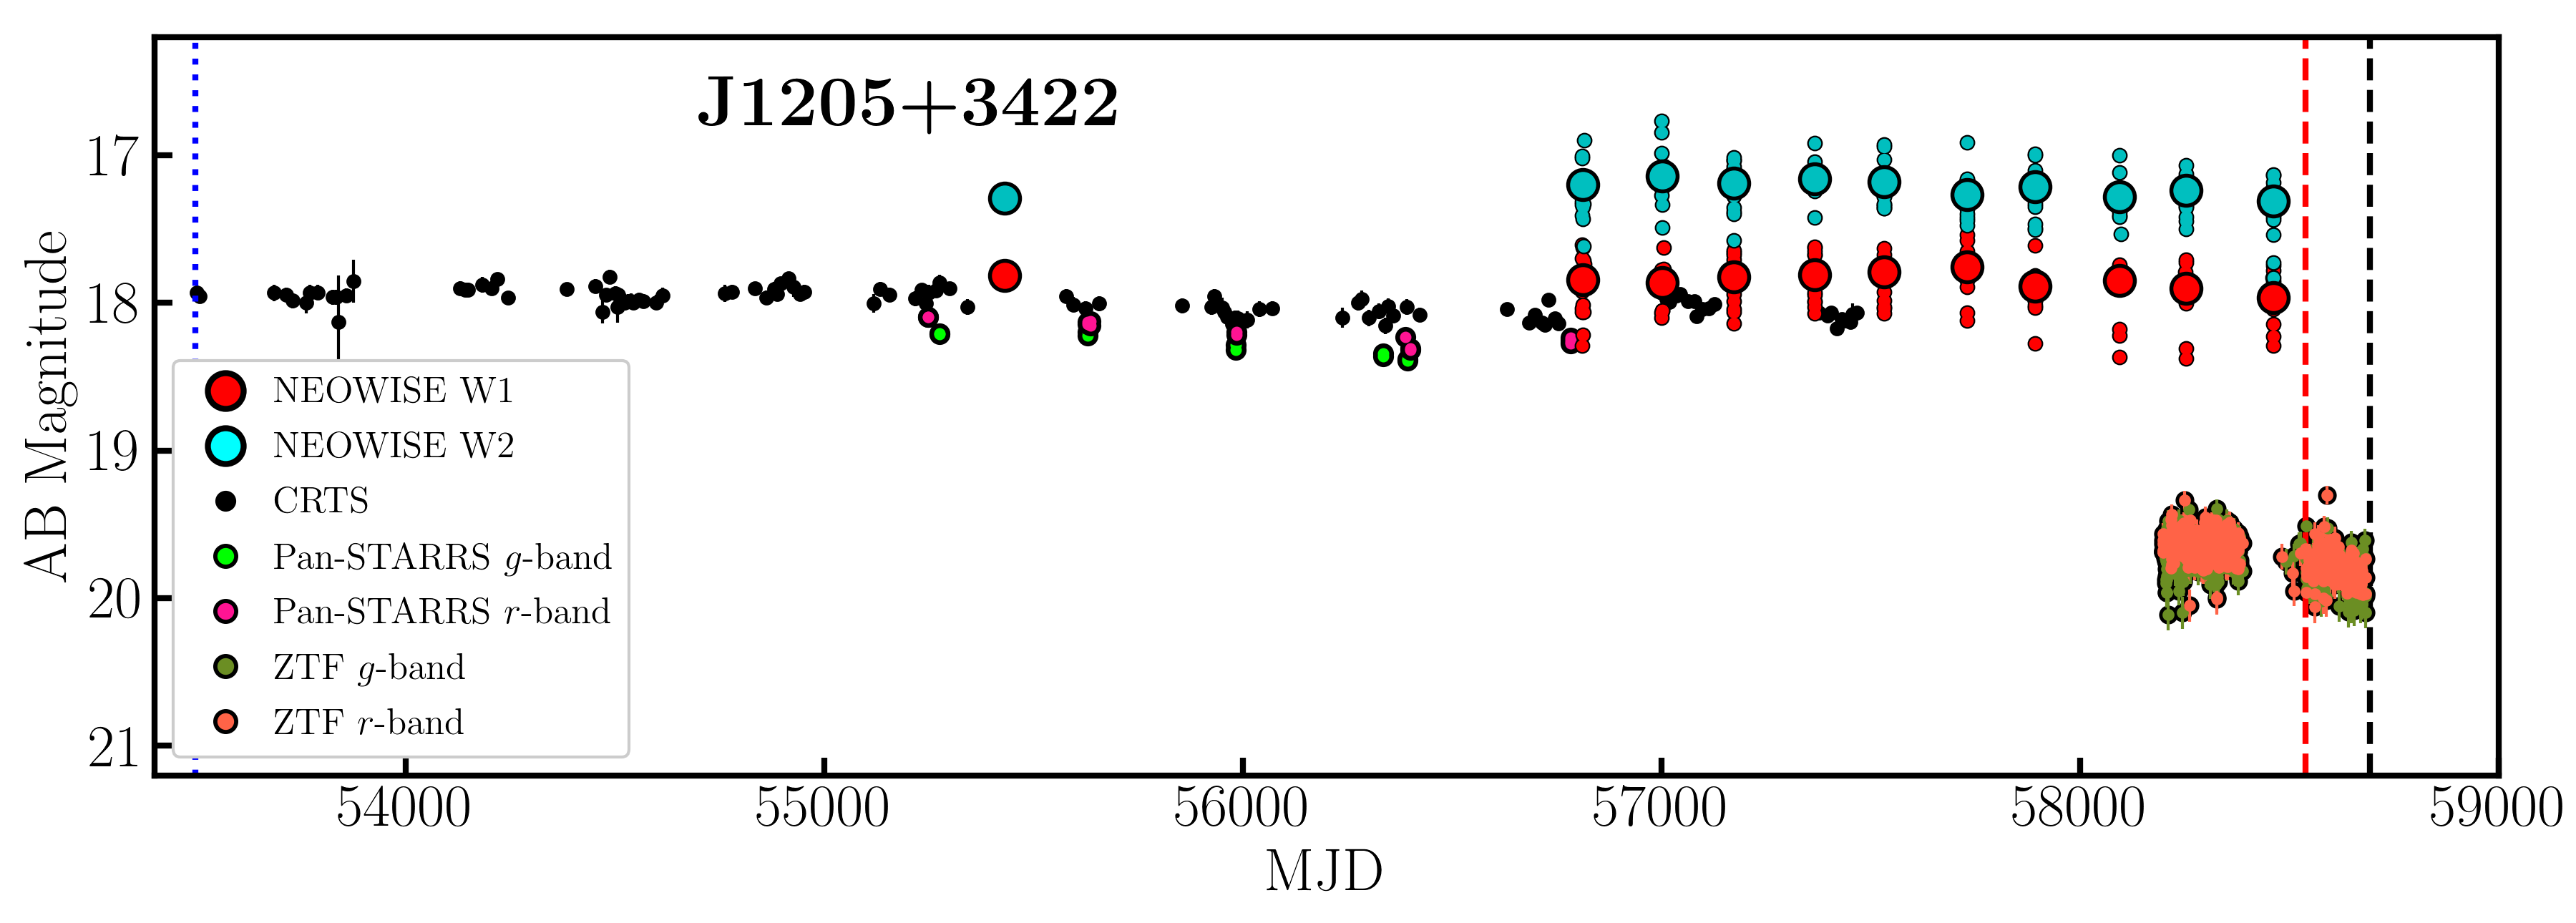 J1205+3422
17
18
19
20
21
AB Magnitude
NEOWISE W1
NEOWISE W2
CRTS
Pan-STARRS g-band
Pan-STARRS r-band
ZTF g-band
ZTF r-band
54000 55000 56000 57000 58000 59000
MJD